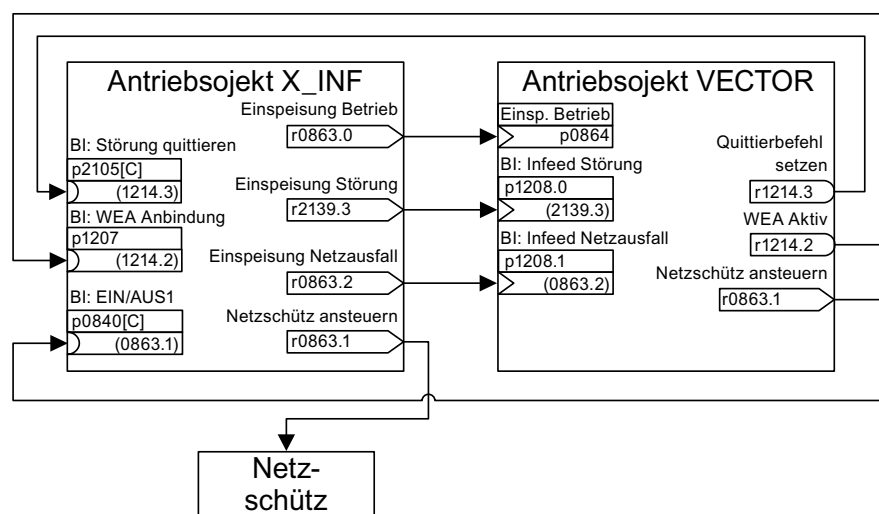 Antriebsojekt X_INF
Einspeisung Betrieb
r0863.0
BI: Störung quittieren
p2105[C]
(1214.3)
Einspeisung Störung
r2139.3
BI: WEA Anbindung
p1207
(1214.2)
Einspeisung Netzausfall
r0863.2
BI: EIN/AUS1
p0840[C]
(0863.1)
Netzschütz ansteuern
r0863.1
Antriebsojekt VECTOR
Einsp. Betrieb
p0864
BI: Infeed Störung
p1208.0
(2139.3)
BI: Infeed Netzausfall
p1208.1
(0863.2)
Quittierbefehl
setzen
r1214.3
WEA Aktiv
r1214.2
Netzschütz ansteuern
r0863.1
Netz-
schütz